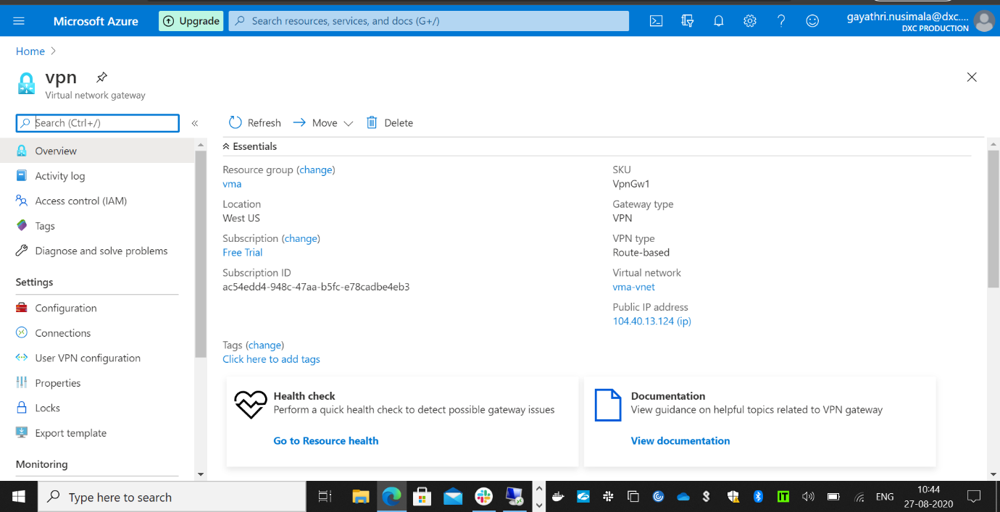 Microsoft Azure
Upgrade
Search resources, services, and docs (G+/)
gayathri.nusimala@dxc....
DXC PRODUCTION
Home
vpn
Virtual network gateway
Search (Ctrl+/)
«
Refresh
Move
Delete
Overview
Activity log
Access control (IAM)
Tags
Diagnose and solve problems
Settings
Configuration
Connections
User VPN configuration
Properties
Locks
Export template
Monitoring
Essentials
Resource group (change)
vma
Location
West US
Subscription (change)
Free Trial
Subscription ID
ac54edd4-948c-47aa-b5fc-e78cadbe4eb3
SKU
VpnGw1
Gateway type
VPN
VPN type
Route-based
Virtual network
vma-vnet
Public IP address
104.40.13.124 (ip)
Tags (change)
Click here to add tags
Health check
Perform a quick health check to detect possible gateway issues
Go to Resource health
Documentation
View guidance on helpful topics related to VPN gateway
View documentation
Type here to search
ENG
10:44
27-08-2020